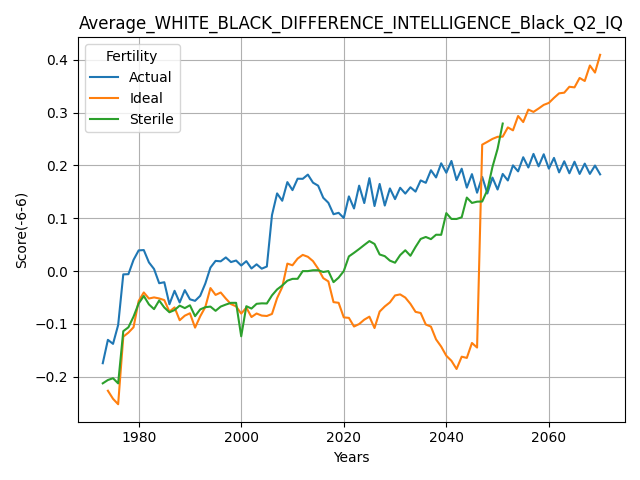 Average_WHITE_BLACK_DIFFERENCE_INTELLIGENCE_Black_Q2_IQ
Fertility
Actual
Ideal
Sterile
Score(-6-6)
0.4
0.3
0.2
0.1
0.0
−0.1
−0.2
1980 2000 2020 2040 2060
Years